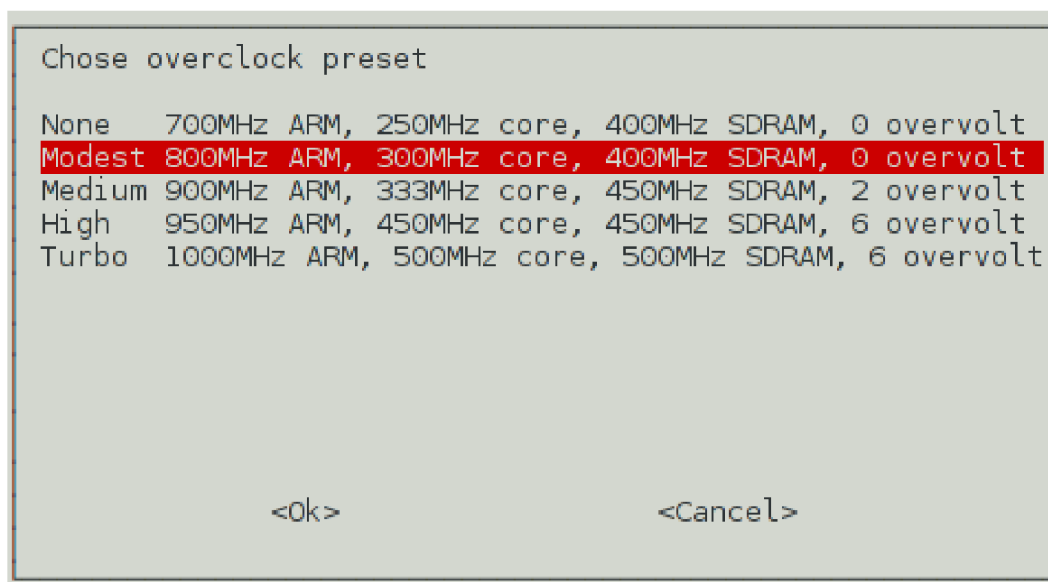 Chose overclock preset
None 700MHz ARM, 250MHz core, 400MHz SDRAM, 0 overvolt
Modest 800MHz ARM, 300MHz core, 400MHz SDRAM, 0 overvolt
Medium 900MHz ARM, 333MHz core, 450MHz SDRAM, 2 overvolt
High 950MHz ARM, 450MHz core, 450MHz SDRAM, 6 overvolt
Turbo 1000MHz ARM, 500MHz core, 500MHz SDRAM, 6 overvolt
<Ok> <Cancel>